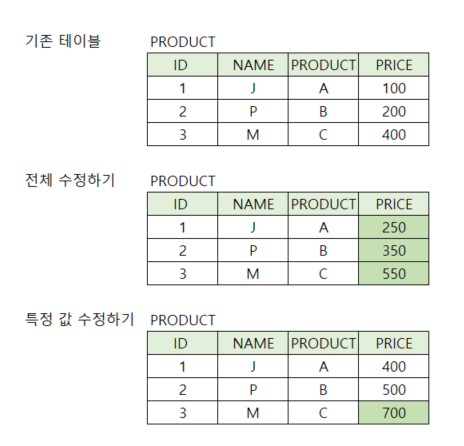 기존 테이블 PRODUCT
ID NAME PRODUCT PRICE
1 J A 100
2 P B 200
3 M C 400
전체 수정하기 PRODUCT
ID NAME PRODUCT PRICE
1 J A 250
2 P B 350
3 M C 550
특정 값 수정하기 PRODUCT
ID NAME PRODUCT PRICE
1 J A 400
2 P B 500
3 M C 700